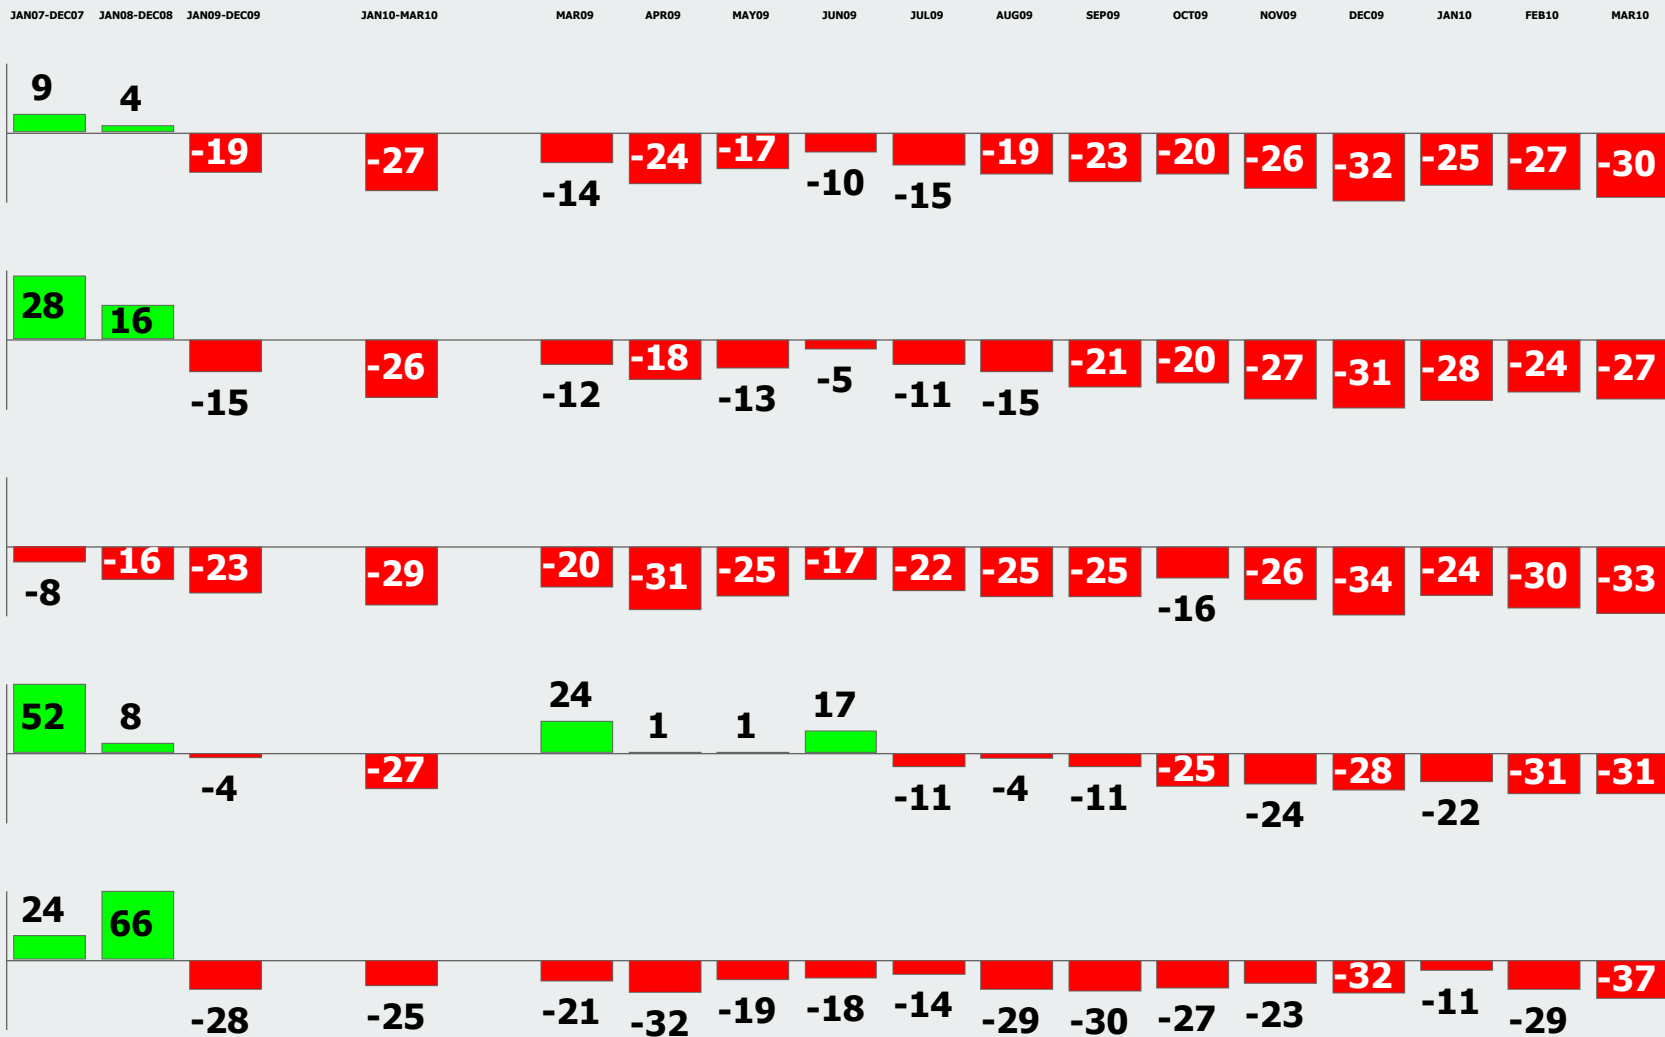 JAN07-DEC07 JAN08-DEC08 JAN09-DEC09 JAN10-MAR10 MAR09 APR09 MAY09 JUN09 JUL09 AUG09 SEP09 OCT09 NOV09 DEC09 JAN10 FEB10 MAR10
9 4 -19 -27 -14 -24 -17 -10 -15 -19 -23 -20 -26 -32 -25 -27 -30
28 16 -15 -26 -12 -18 -13 -5 -11 -15 -21 -20 -27 -31 -28 -24 -27
-8 -16 -23 -29 -20 -31 -25 -17 -22 -25 -25 -16 -26 -34 -24 -30 -33
52 8 -4 -27 24 1 1 17 -11 -4 -11 -25 -24 -28 -22 -31 -31
24 66 -28 -25 -21 -32 -19 -18 -14 -29 -30 -27 -23 -32 -11 -29 -37